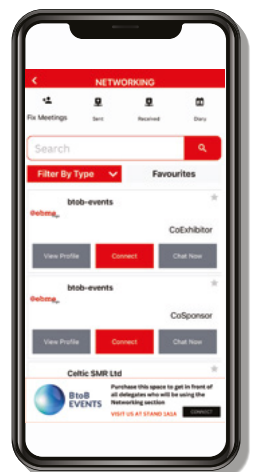 NETWORKING
Fix Meetings Sent Received Diary
Search
Filter By Type Favourites
btob-events
ebme
CoExhibitor
View Profile Connect Chat Now
btob-events
ebme
CoSponsor
View Profile Connect Chat Now
Celtic SMR Ltd
BtoB EVENTS
Purchase this space to get in front of
all delegates who will be using the
Networking section
VISIT US AT STAND 1A1A CONNECT